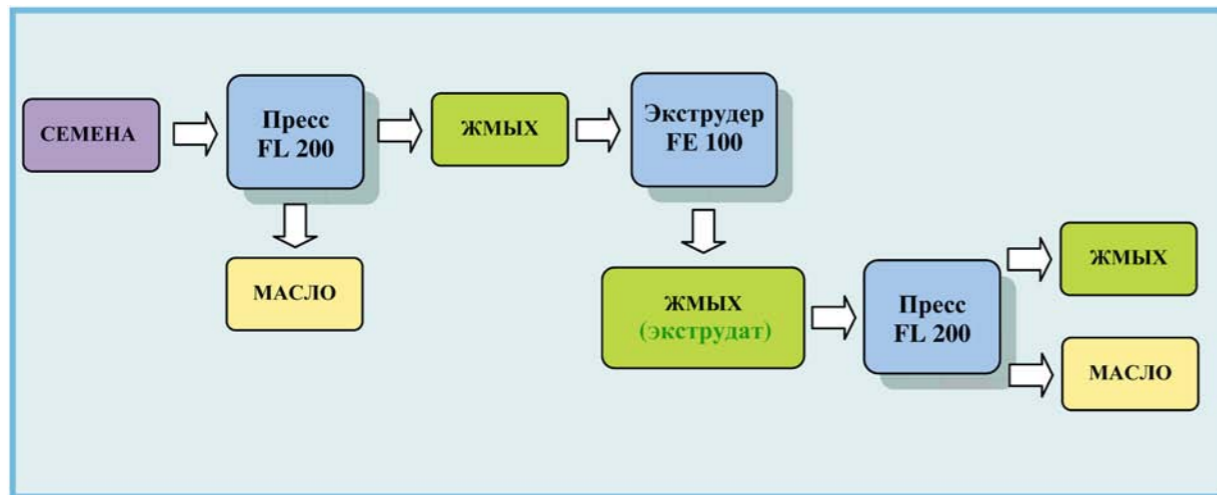 СЕМЕНА
Пресс
FL 200
ЖМЫХ
Экструдер
FE 100
МАСЛО
ЖМЫХ
(экструдат)
Пресс
FL 200
ЖМЫХ
МАСЛО